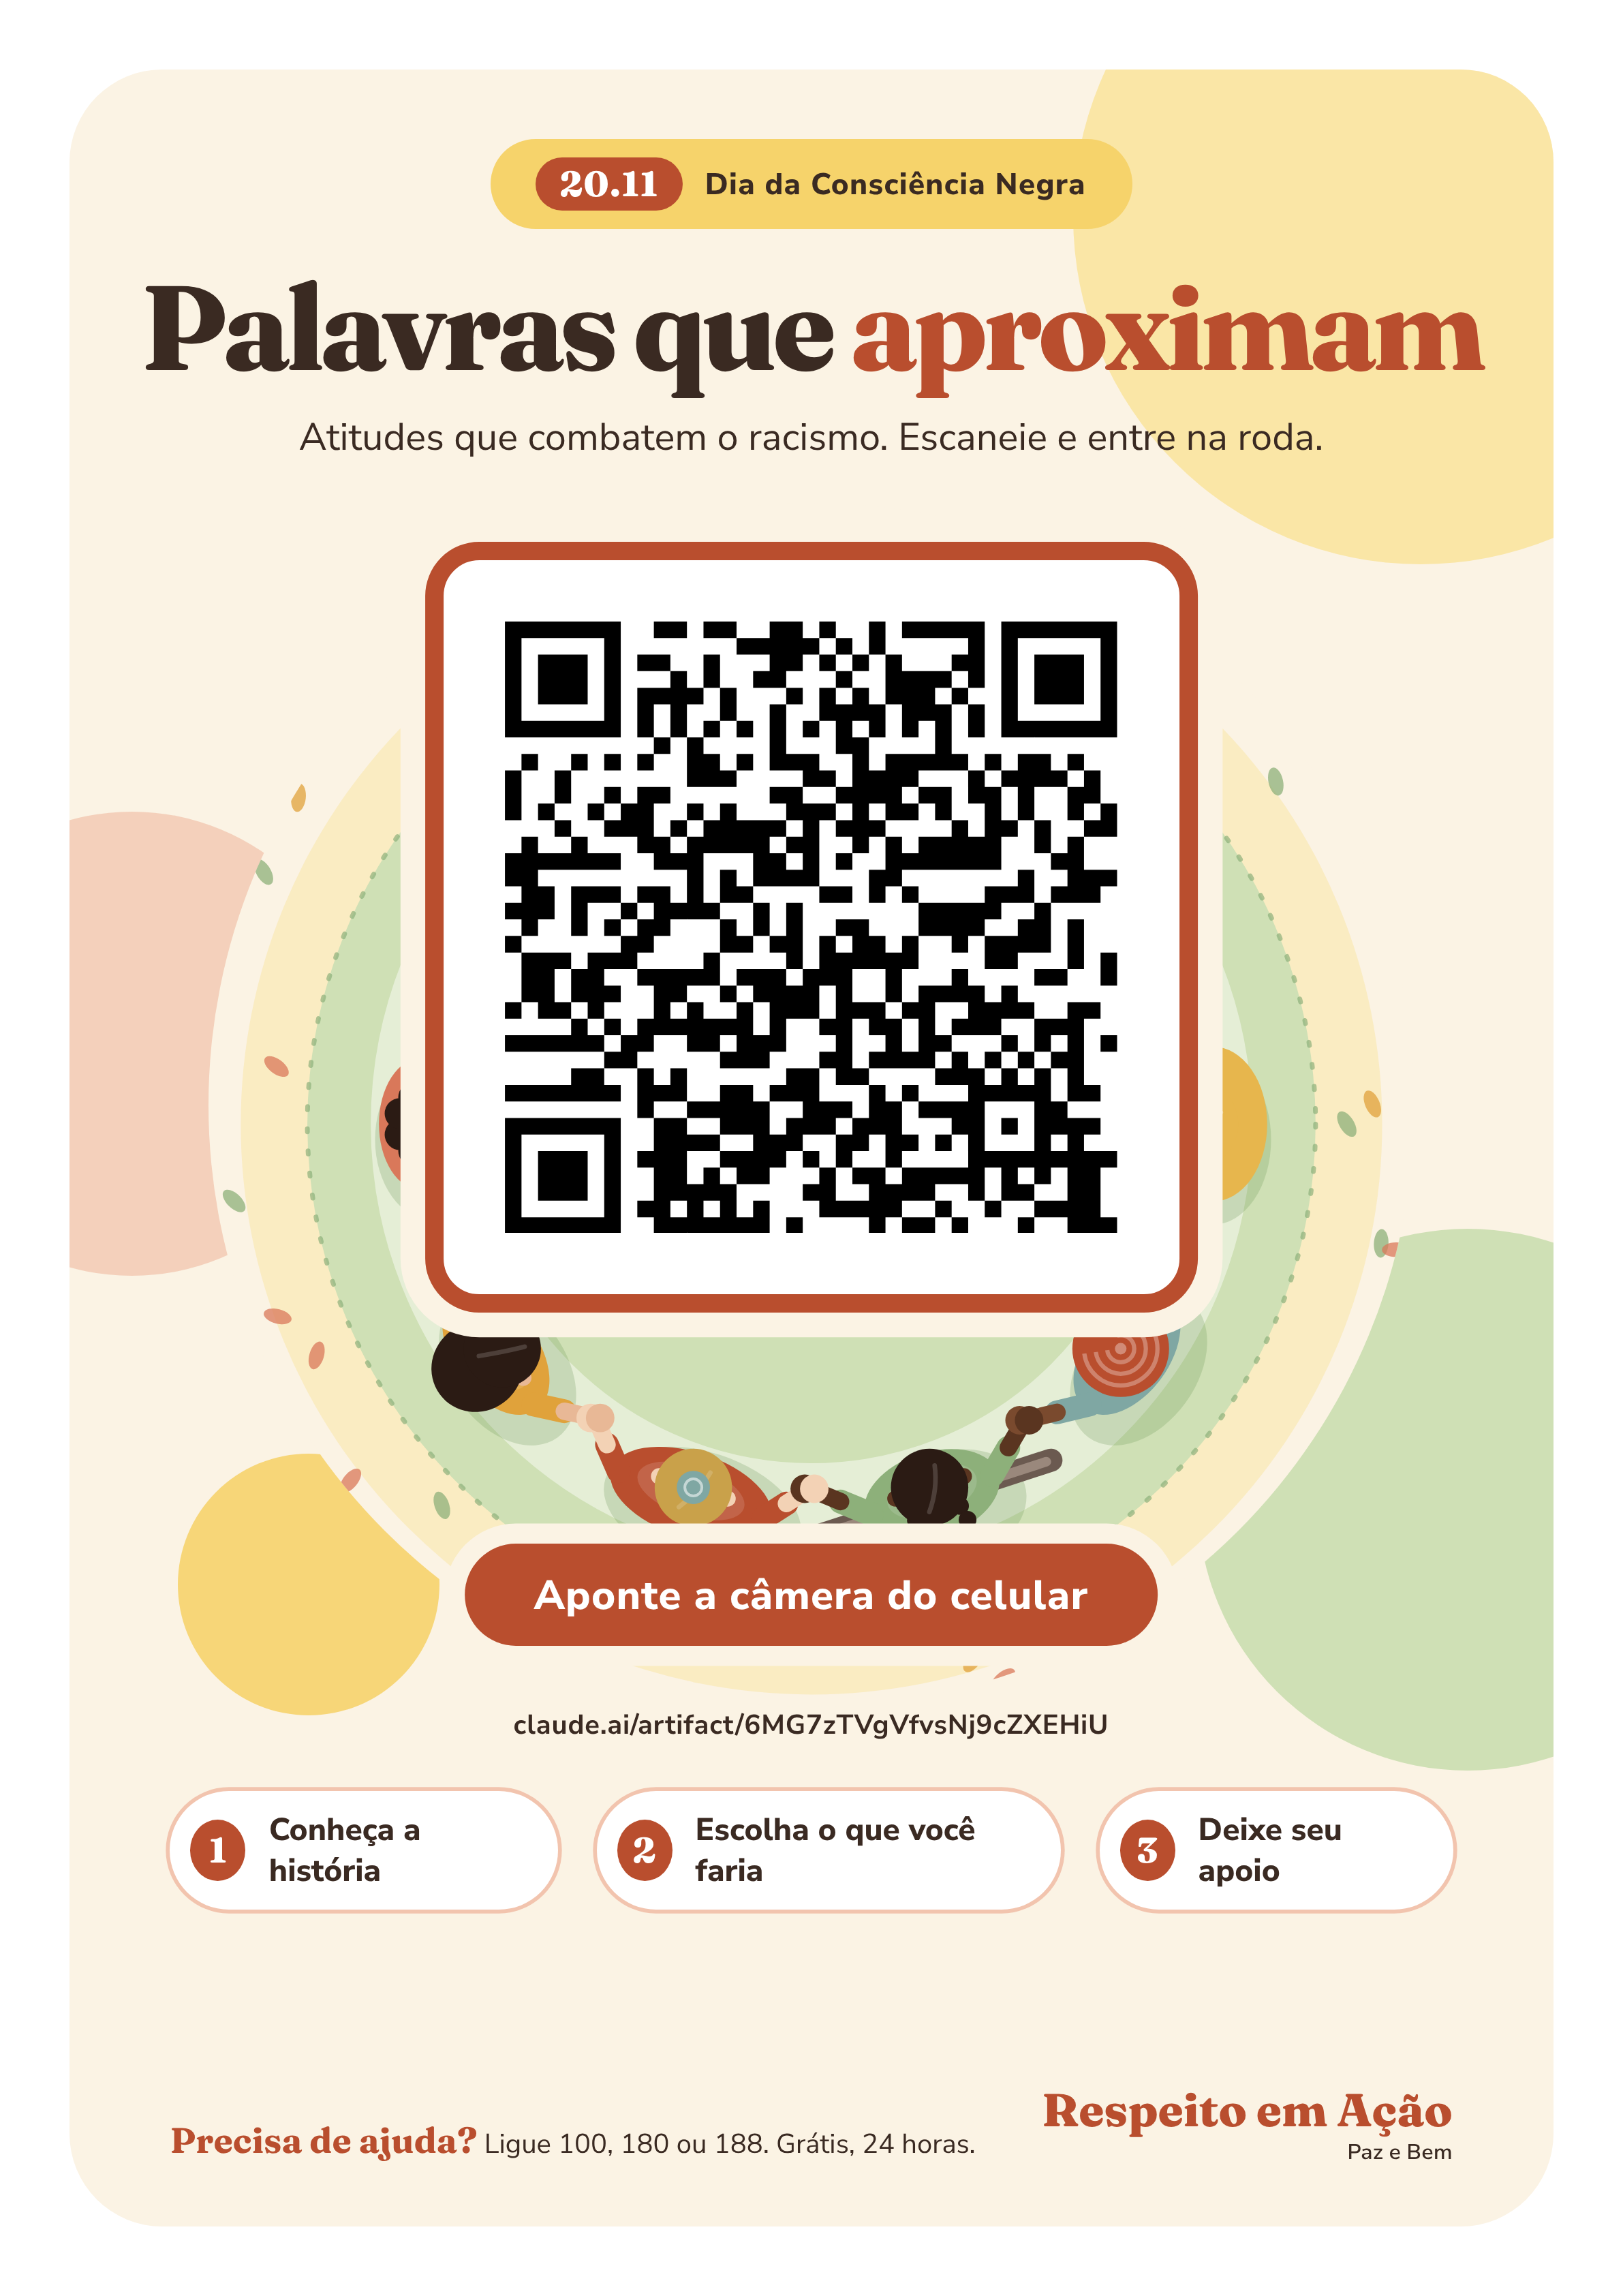 20.11 Dia da Consciência Negra
Palavras que aproximam
Atitudes que combatem o racismo. Escaneie e entre na roda.
Aponte a câmera do celular
claude.ai/artifact/6MG7zTVgVfvsNj9cZXEHiU
1 Conheça a
história
2 Escolha o que você
faria
3 Deixe seu
apoio
Precisa de ajuda? Ligue 100, 180 ou 188. Grátis, 24 horas.
Respeito em Ação
Paz e Bem